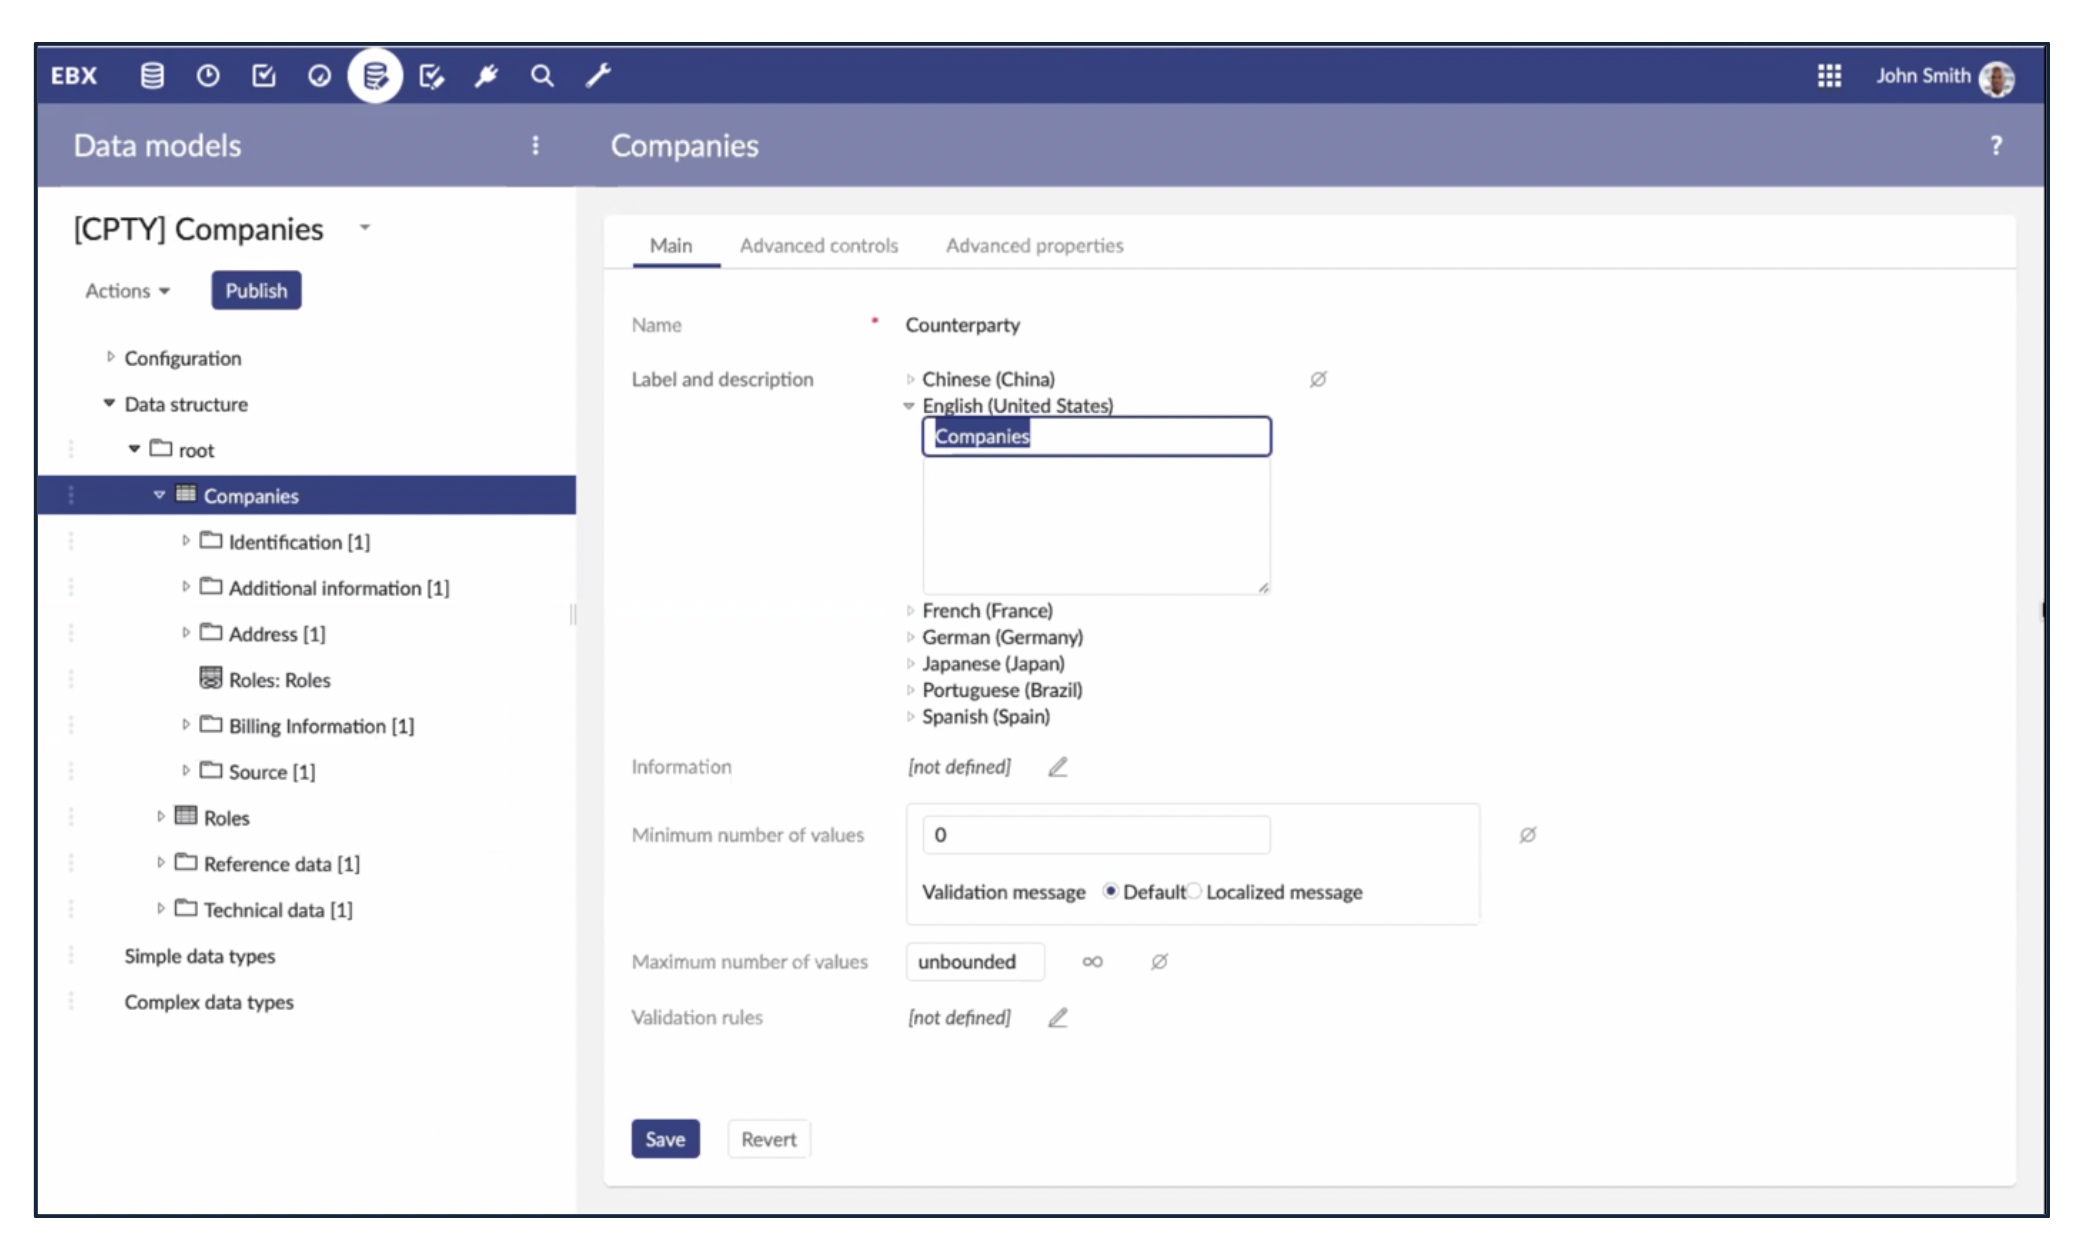 EBX
John Smith
Data models
Companies
?
[CPTY] Companies
Actions
Publish
Configuration
Data structure
root
Companies
Identification [1]
Additional information [1]
Address [1]
Roles: Roles
Billing Information [1]
Source [1]
Roles
Reference data [1]
Technical data [1]
Simple data types
Complex data types
Main Advanced controls Advanced properties
Name * Counterparty
Label and description
Chinese (China)
English (United States)
Companies
French (France)
German (Germany)
Japanese (Japan)
Portuguese (Brazil)
Spanish (Spain)
Information [not defined]
Minimum number of values 0
Validation message Default Localized message
Maximum number of values unbounded ∞
Validation rules [not defined]
Save Revert